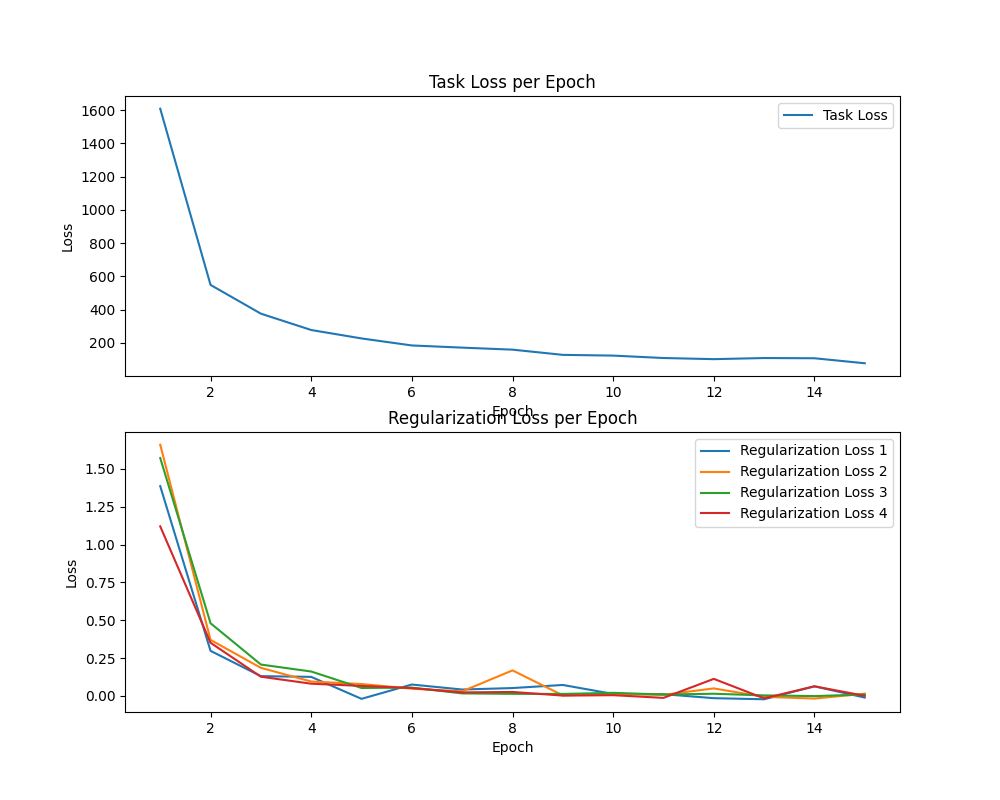 Task Loss per Epoch
1600
1400
1200
1000
800
600
400
200
Loss
Task Loss
2 4 6 8 10 12 14
Epoch
Regularization Loss per Epoch
1.50
1.25
1.00
0.75
0.50
0.25
0.00
Loss
Regularization Loss 1
Regularization Loss 2
Regularization Loss 3
Regularization Loss 4
2 4 6 8 10 12 14
Epoch